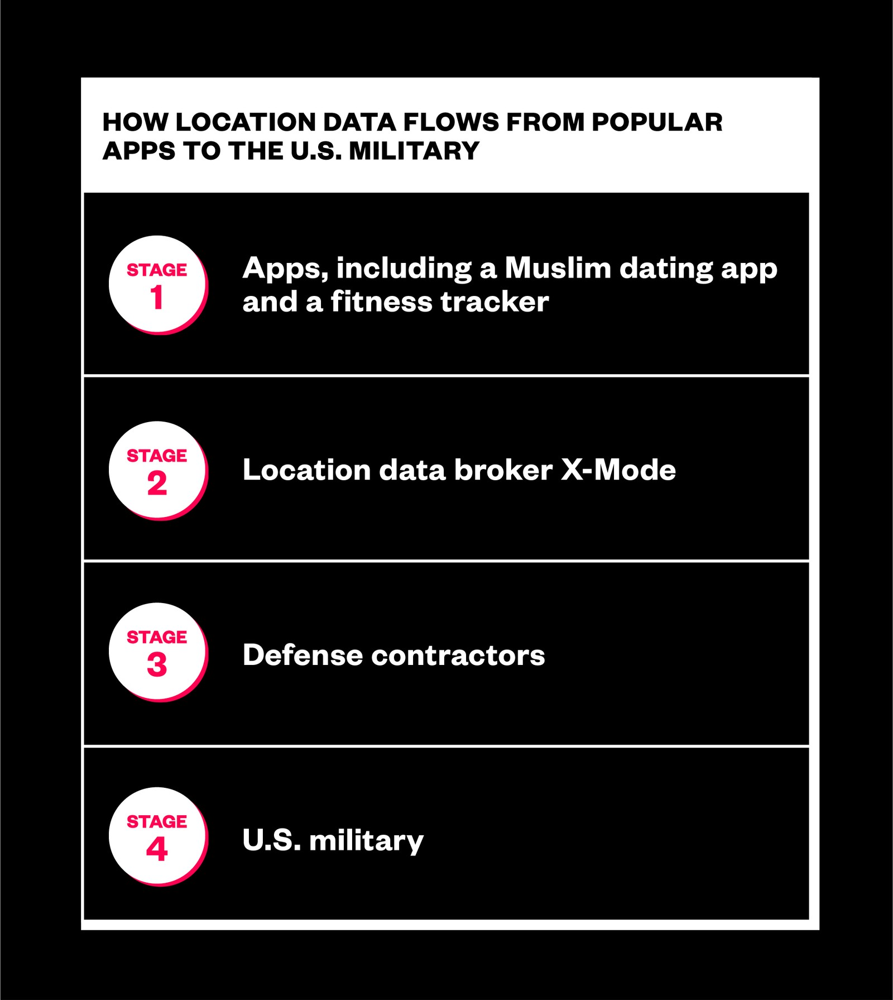 HOW LOCATION DATA FLOWS FROM POPULAR
APPS TO THE U.S. MILITARY
STAGE
1
Apps, including a Muslim dating app
and a fitness tracker
STAGE
2
Location data broker X-Mode
STAGE
3
Defense contractors
STAGE
4
U.S. military